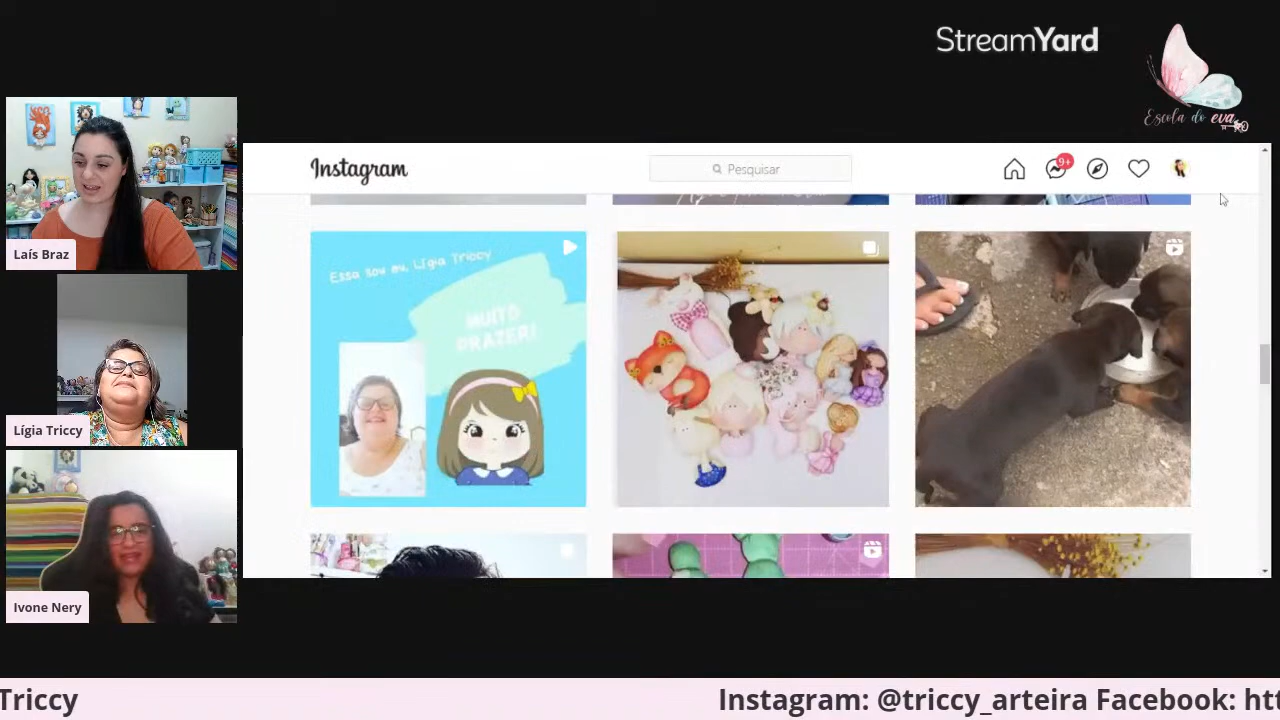 StreamYard
Escola do eva
Laís Braz
Lígia Triccy
Ivone Nery
Instagram
Pesquisar
9+
Essa sou eu, Lígia Triccy
MUITO
PRAZER!
Triccy
Instagram: @triccy_arteira Facebook: htt